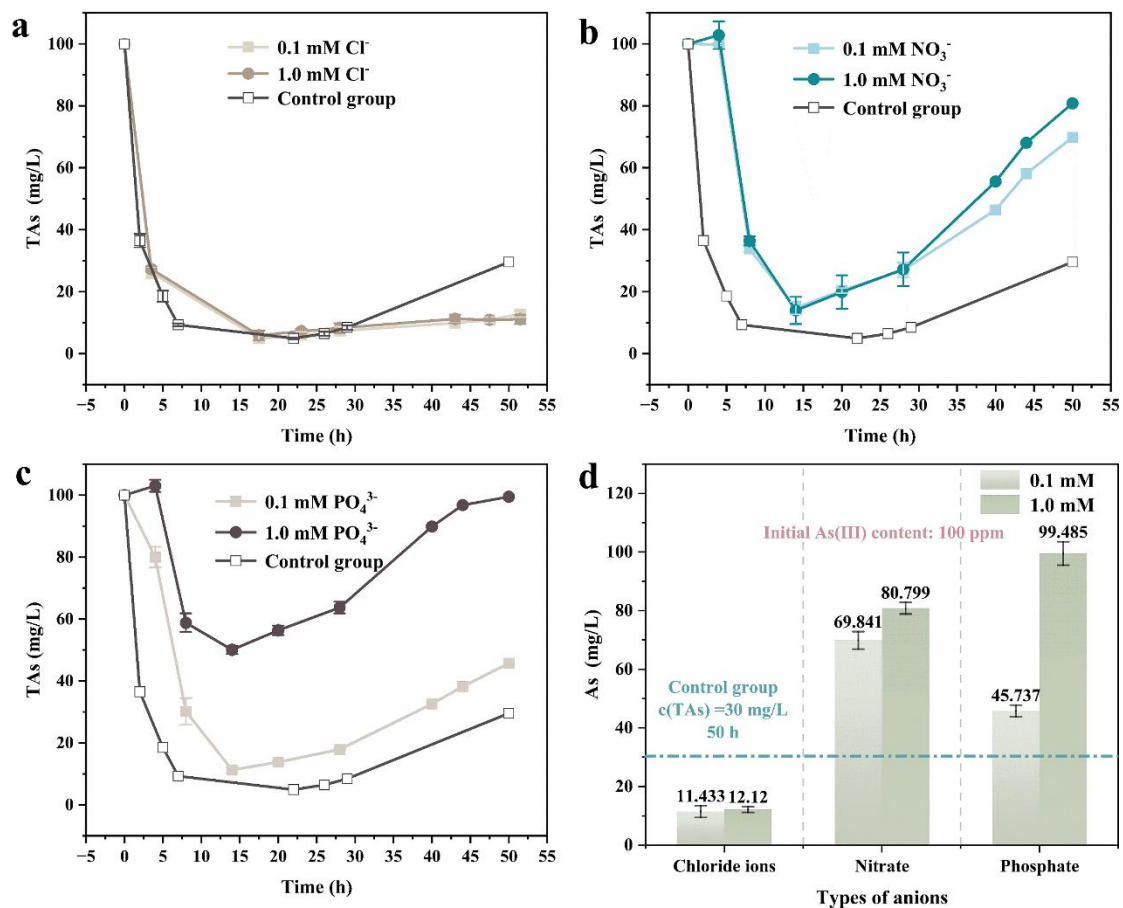 a
0.1 mM Cl⁻
1.0 mM Cl⁻
Control group
TAs (mg/L)
100
80
60
40
20
0
−5 0 5 10 15 20 25 30 35 40 45 50 55
Time (h)
b
0.1 mM NO₃⁻
1.0 mM NO₃⁻
Control group
TAs (mg/L)
100
80
60
40
20
0
−5 0 5 10 15 20 25 30 35 40 45 50 55
Time (h)
c
0.1 mM PO₄³⁻
1.0 mM PO₄³⁻
Control group
TAs (mg/L)
100
80
60
40
20
0
−5 0 5 10 15 20 25 30 35 40 45 50 55
Time (h)
d
0.1 mM
1.0 mM
Initial As(III) content: 100 ppm
99.485
80.799
69.841
45.737
Control group
c(TAs) =30 mg/L
50 h
11.433 12.12
As (mg/L)
120
100
80
60
40
20
0
Chloride ions Nitrate Phosphate
Types of anions